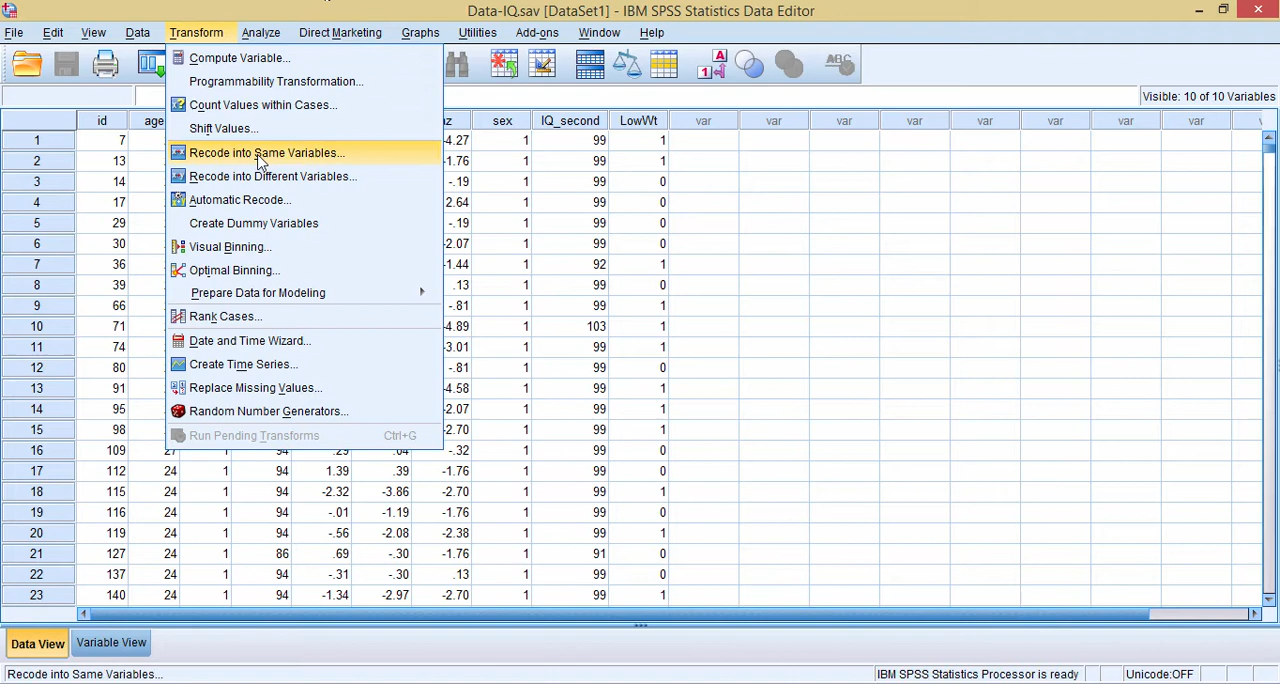 Data-IQ.sav [DataSet1] - IBM SPSS Statistics Data Editor
File Edit View Data Transform Analyze Direct Marketing Graphs Utilities Add-ons Window Help
Visible: 10 of 10 Variables
Compute Variable...
Programmability Transformation...
Count Values within Cases...
Shift Values...
Recode into Same Variables...
Recode into Different Variables...
Automatic Recode...
Create Dummy Variables
Visual Binning...
Optimal Binning...
Prepare Data for Modeling
Rank Cases...
Date and Time Wizard...
Create Time Series...
Replace Missing Values...
Random Number Generators...
Run Pending Transforms Ctrl+G
id age sex IQ_second LowWt var var var var var var var var
1 7 -4.27 1 99 1
2 13 -1.76 1 99 1
3 14 -.19 1 99 0
4 17 2.64 1 99 0
5 29 -.19 1 99 0
6 30 -2.07 1 99 0
7 36 -1.44 1 92 1
8 39 .13 1 99 0
9 66 -.81 1 99 1
10 71 -4.89 1 103 1
11 74 -3.01 1 99 1
12 80 -.81 1 99 0
13 91 -4.58 1 99 1
14 95 -2.07 1 99 1
15 98 -2.70 1 99 1
16 109 27 1 94 .29 .04 -.32 1 99 0
17 112 24 1 94 1.39 .39 -1.76 1 99 0
18 115 24 1 94 -2.32 -3.86 -2.70 1 99 1
19 116 24 1 94 -.01 -1.19 -1.76 1 99 0
20 119 24 1 94 -.56 -2.08 -2.38 1 99 1
21 127 24 1 86 .69 -.30 -1.76 1 91 0
22 137 24 1 94 -.31 -.30 .13 1 99 0
23 140 24 1 94 -1.34 -2.97 -2.70 1 99 1
Data View Variable View
Recode into Same Variables... IBM SPSS Statistics Processor is ready Unicode:OFF